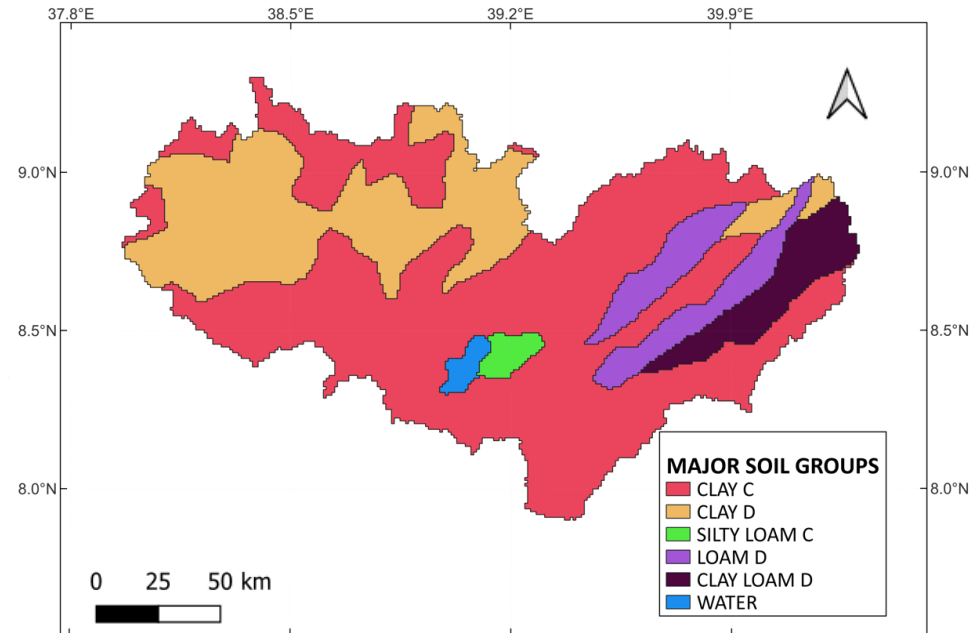 37.8°E 38.5°E 39.2°E 39.9°E
9.0°N 9.0°N
8.5°N 8.5°N
8.0°N 8.0°N
MAJOR SOIL GROUPS
CLAY C
CLAY D
SILTY LOAM C
LOAM D
CLAY LOAM D
WATER
0 25 50 km